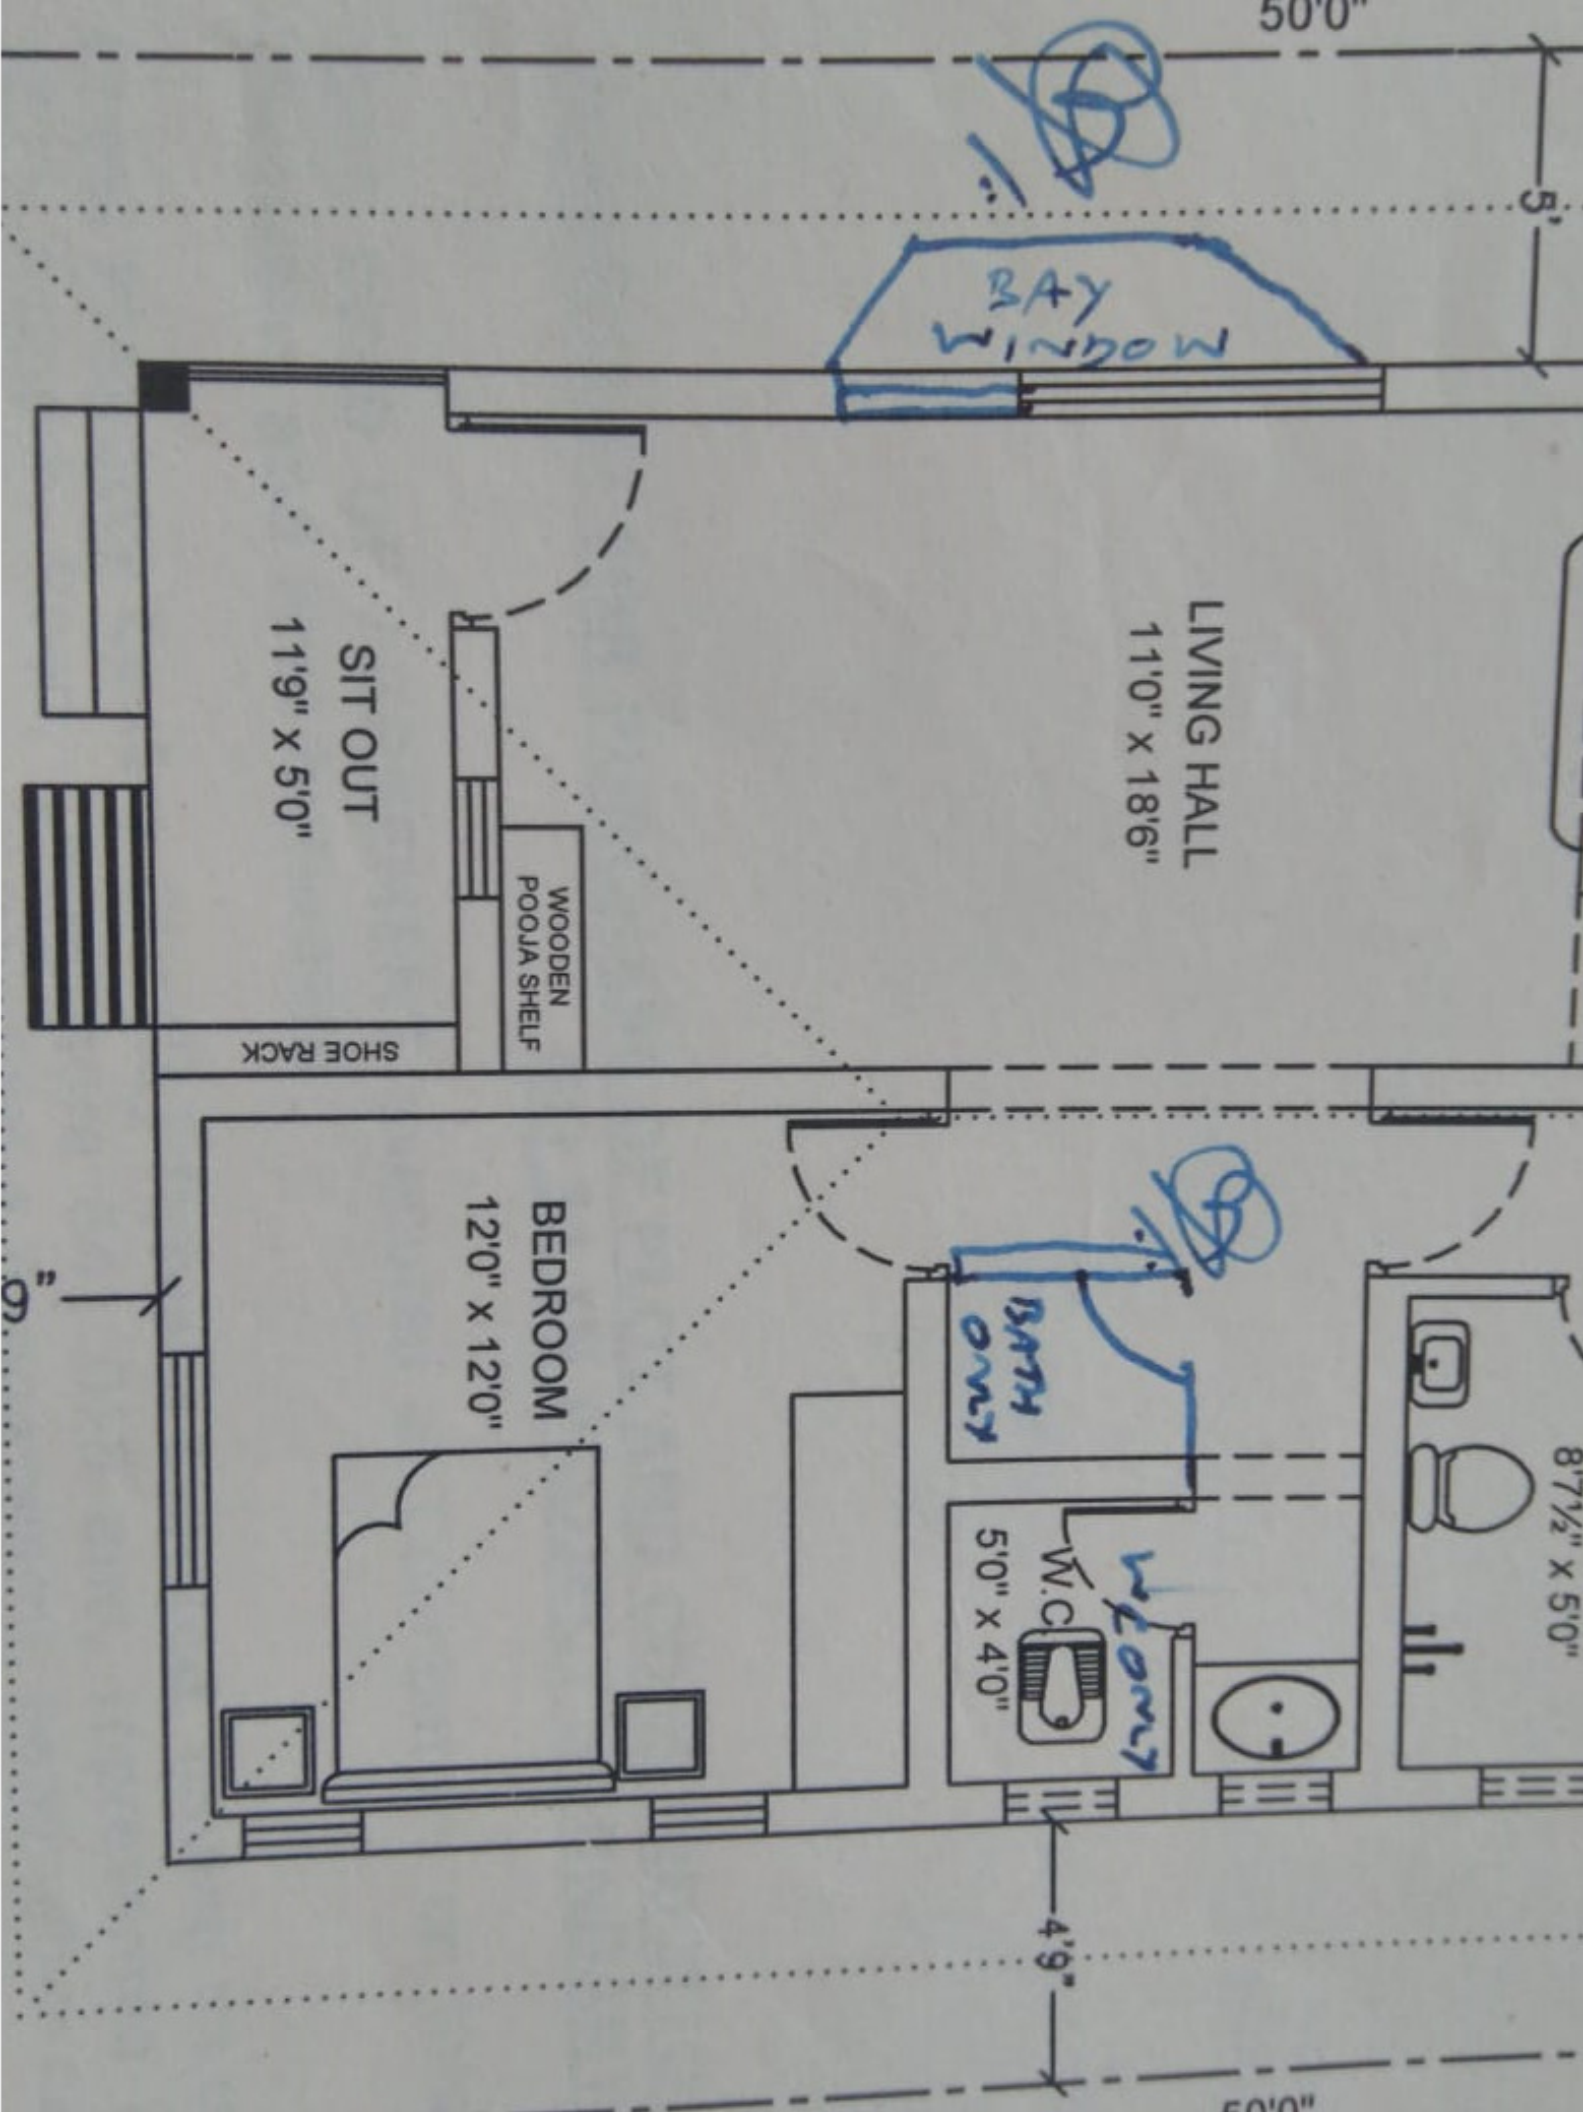 50'0"
5'
BAY
WINDOW
LIVING HALL
11'0" x 18'6"
SIT OUT
11'9" x 5'0"
WOODEN
POOJA SHELF
SHOE RACK
BEDROOM
12'0" x 12'0"
9"
BATH
ONLY
W.C
5'0" x 4'0"
W.C ONLY
8'7½" x 5'0"
4'9"
50'0"